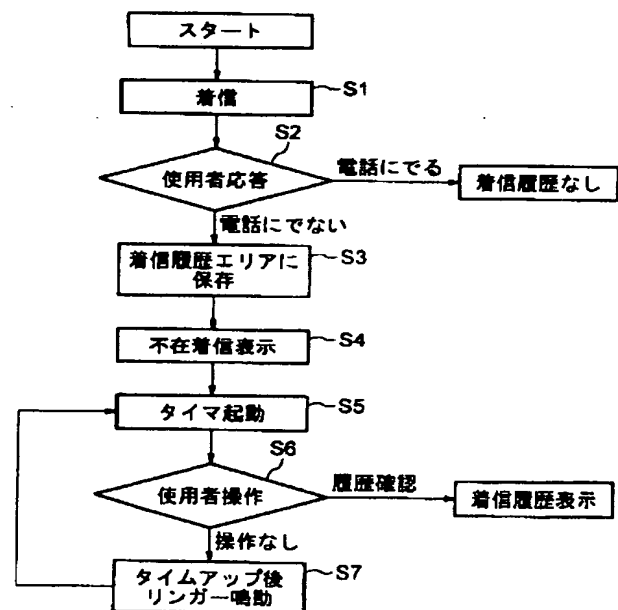 スタート
着信
S1
S2
使用者応答
電話にでる
着信履歴なし
電話にでない
着信履歴エリアに
保存
S3
不在着信表示
S4
タイマ起動
S5
S6
使用者操作
履歴確認
着信履歴表示
操作なし
タイムアップ後
リンガー鳴動
S7